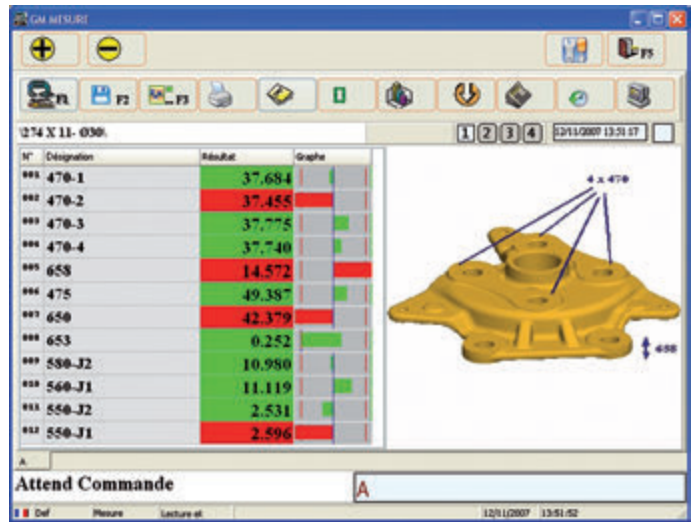 GM MESURE
F5
F1 F2 F3
\274 X 11- Ø30\
1 2 3 4 12/11/2007 13:51:17
N° Désignation Résultat Graphe
001 470-1 37.684
002 470-2 37.455
003 470-3 37.775
004 470-4 37.740
005 658 14.572
006 475 49.387
007 650 42.379
008 653 0.252
009 580-J2 10.980
010 560-J1 11.119
011 550-J2 2.531
012 550-J1 2.596
4 x 470
658
A
Attend Commande
A
Def Mesure Lecture et 12/11/2007 13:51:52